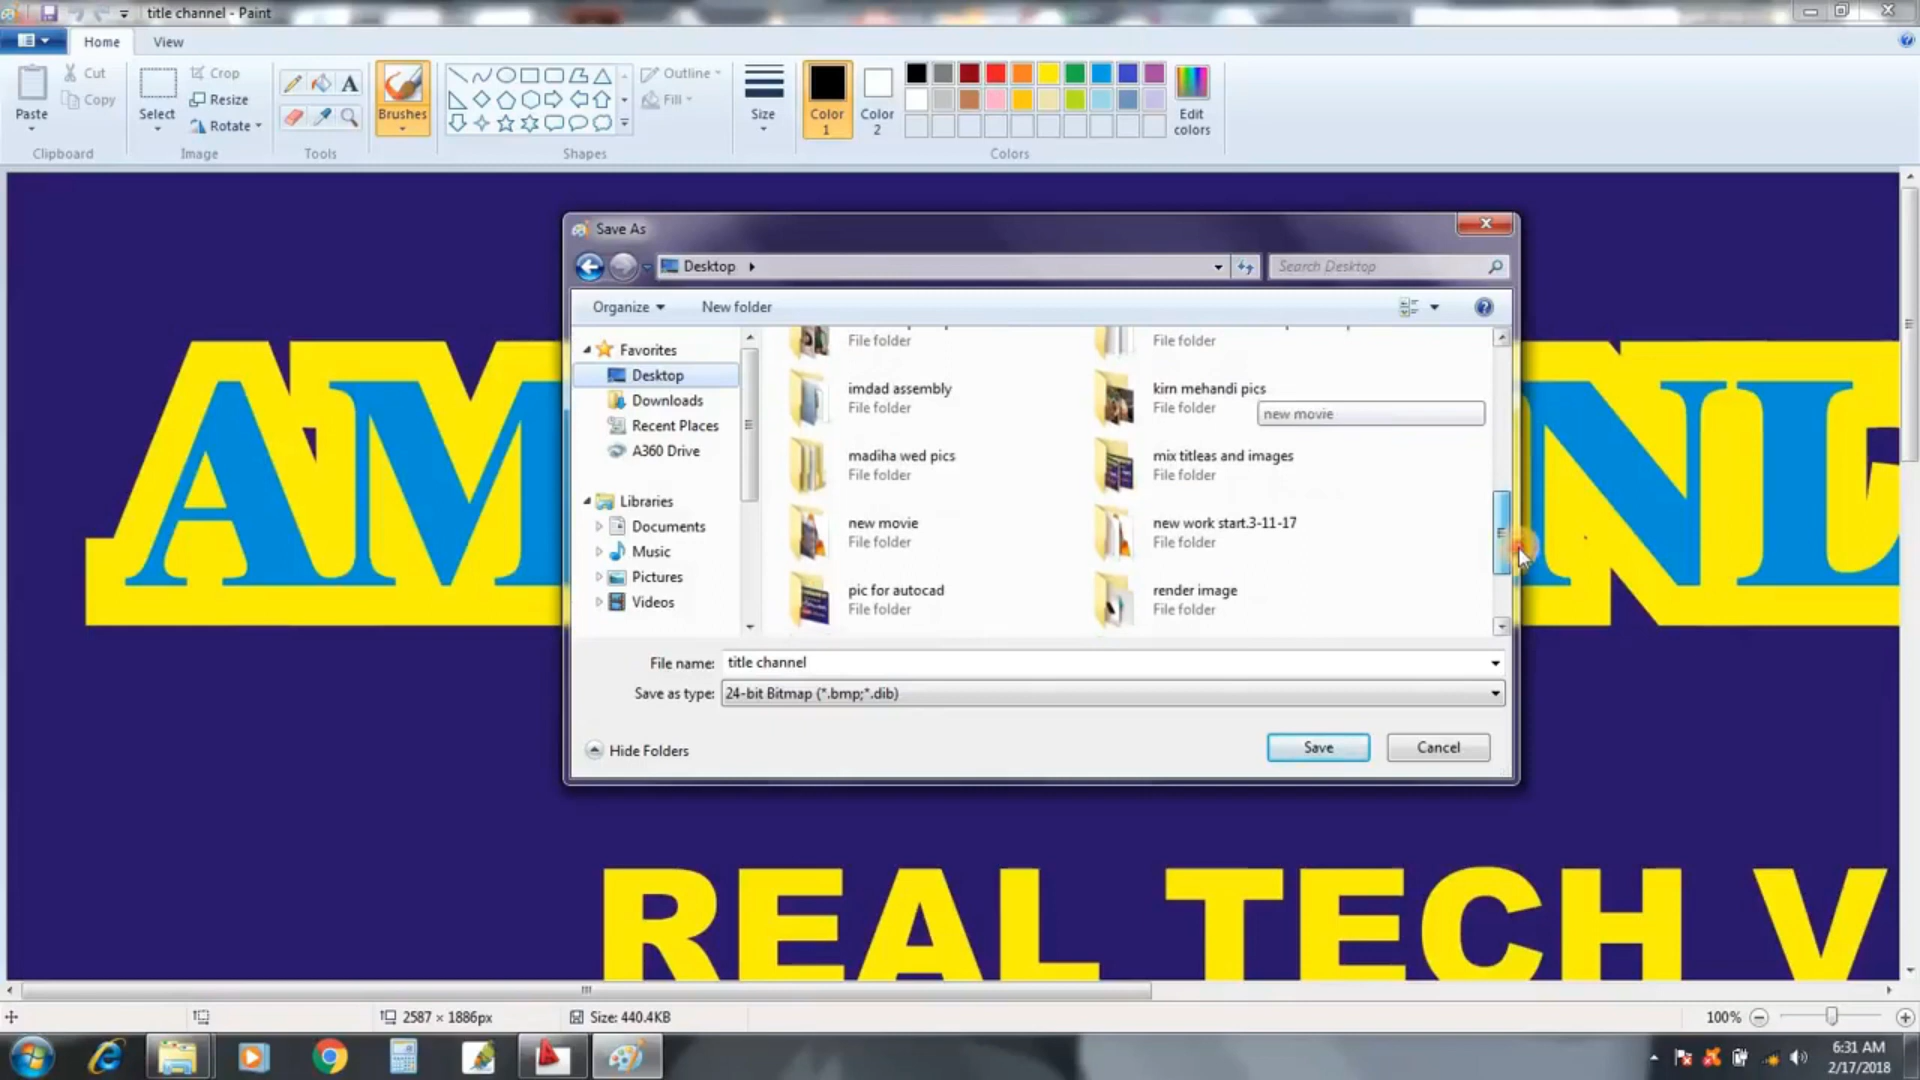 title channel - Paint
Home View
Paste
Cut
Copy
Clipboard
Select
Crop
Resize
Rotate
Image
A
Tools
Brushes
Outline
Fill
Shapes
Size
Color 1
Color 2
Edit colors
Colors
Save As
Desktop
Search Desktop
Organize New folder
Favorites
Desktop
Downloads
Recent Places
A360 Drive
Libraries
Documents
Music
Pictures
Videos
File folder File folder
imdad assembly kirn mehandi pics
File folder File folder
new movie
madiha wed pics mix titleas and images
File folder File folder
new movie new work start.3-11-17
File folder File folder
pic for autocad render image
File folder File folder
File name: title channel
Save as type: 24-bit Bitmap (*.bmp;*.dib)
Hide Folders Save Cancel
REAL TECH V
2587 × 1886px Size: 440.4KB 100%
6:31 AM
2/17/2018